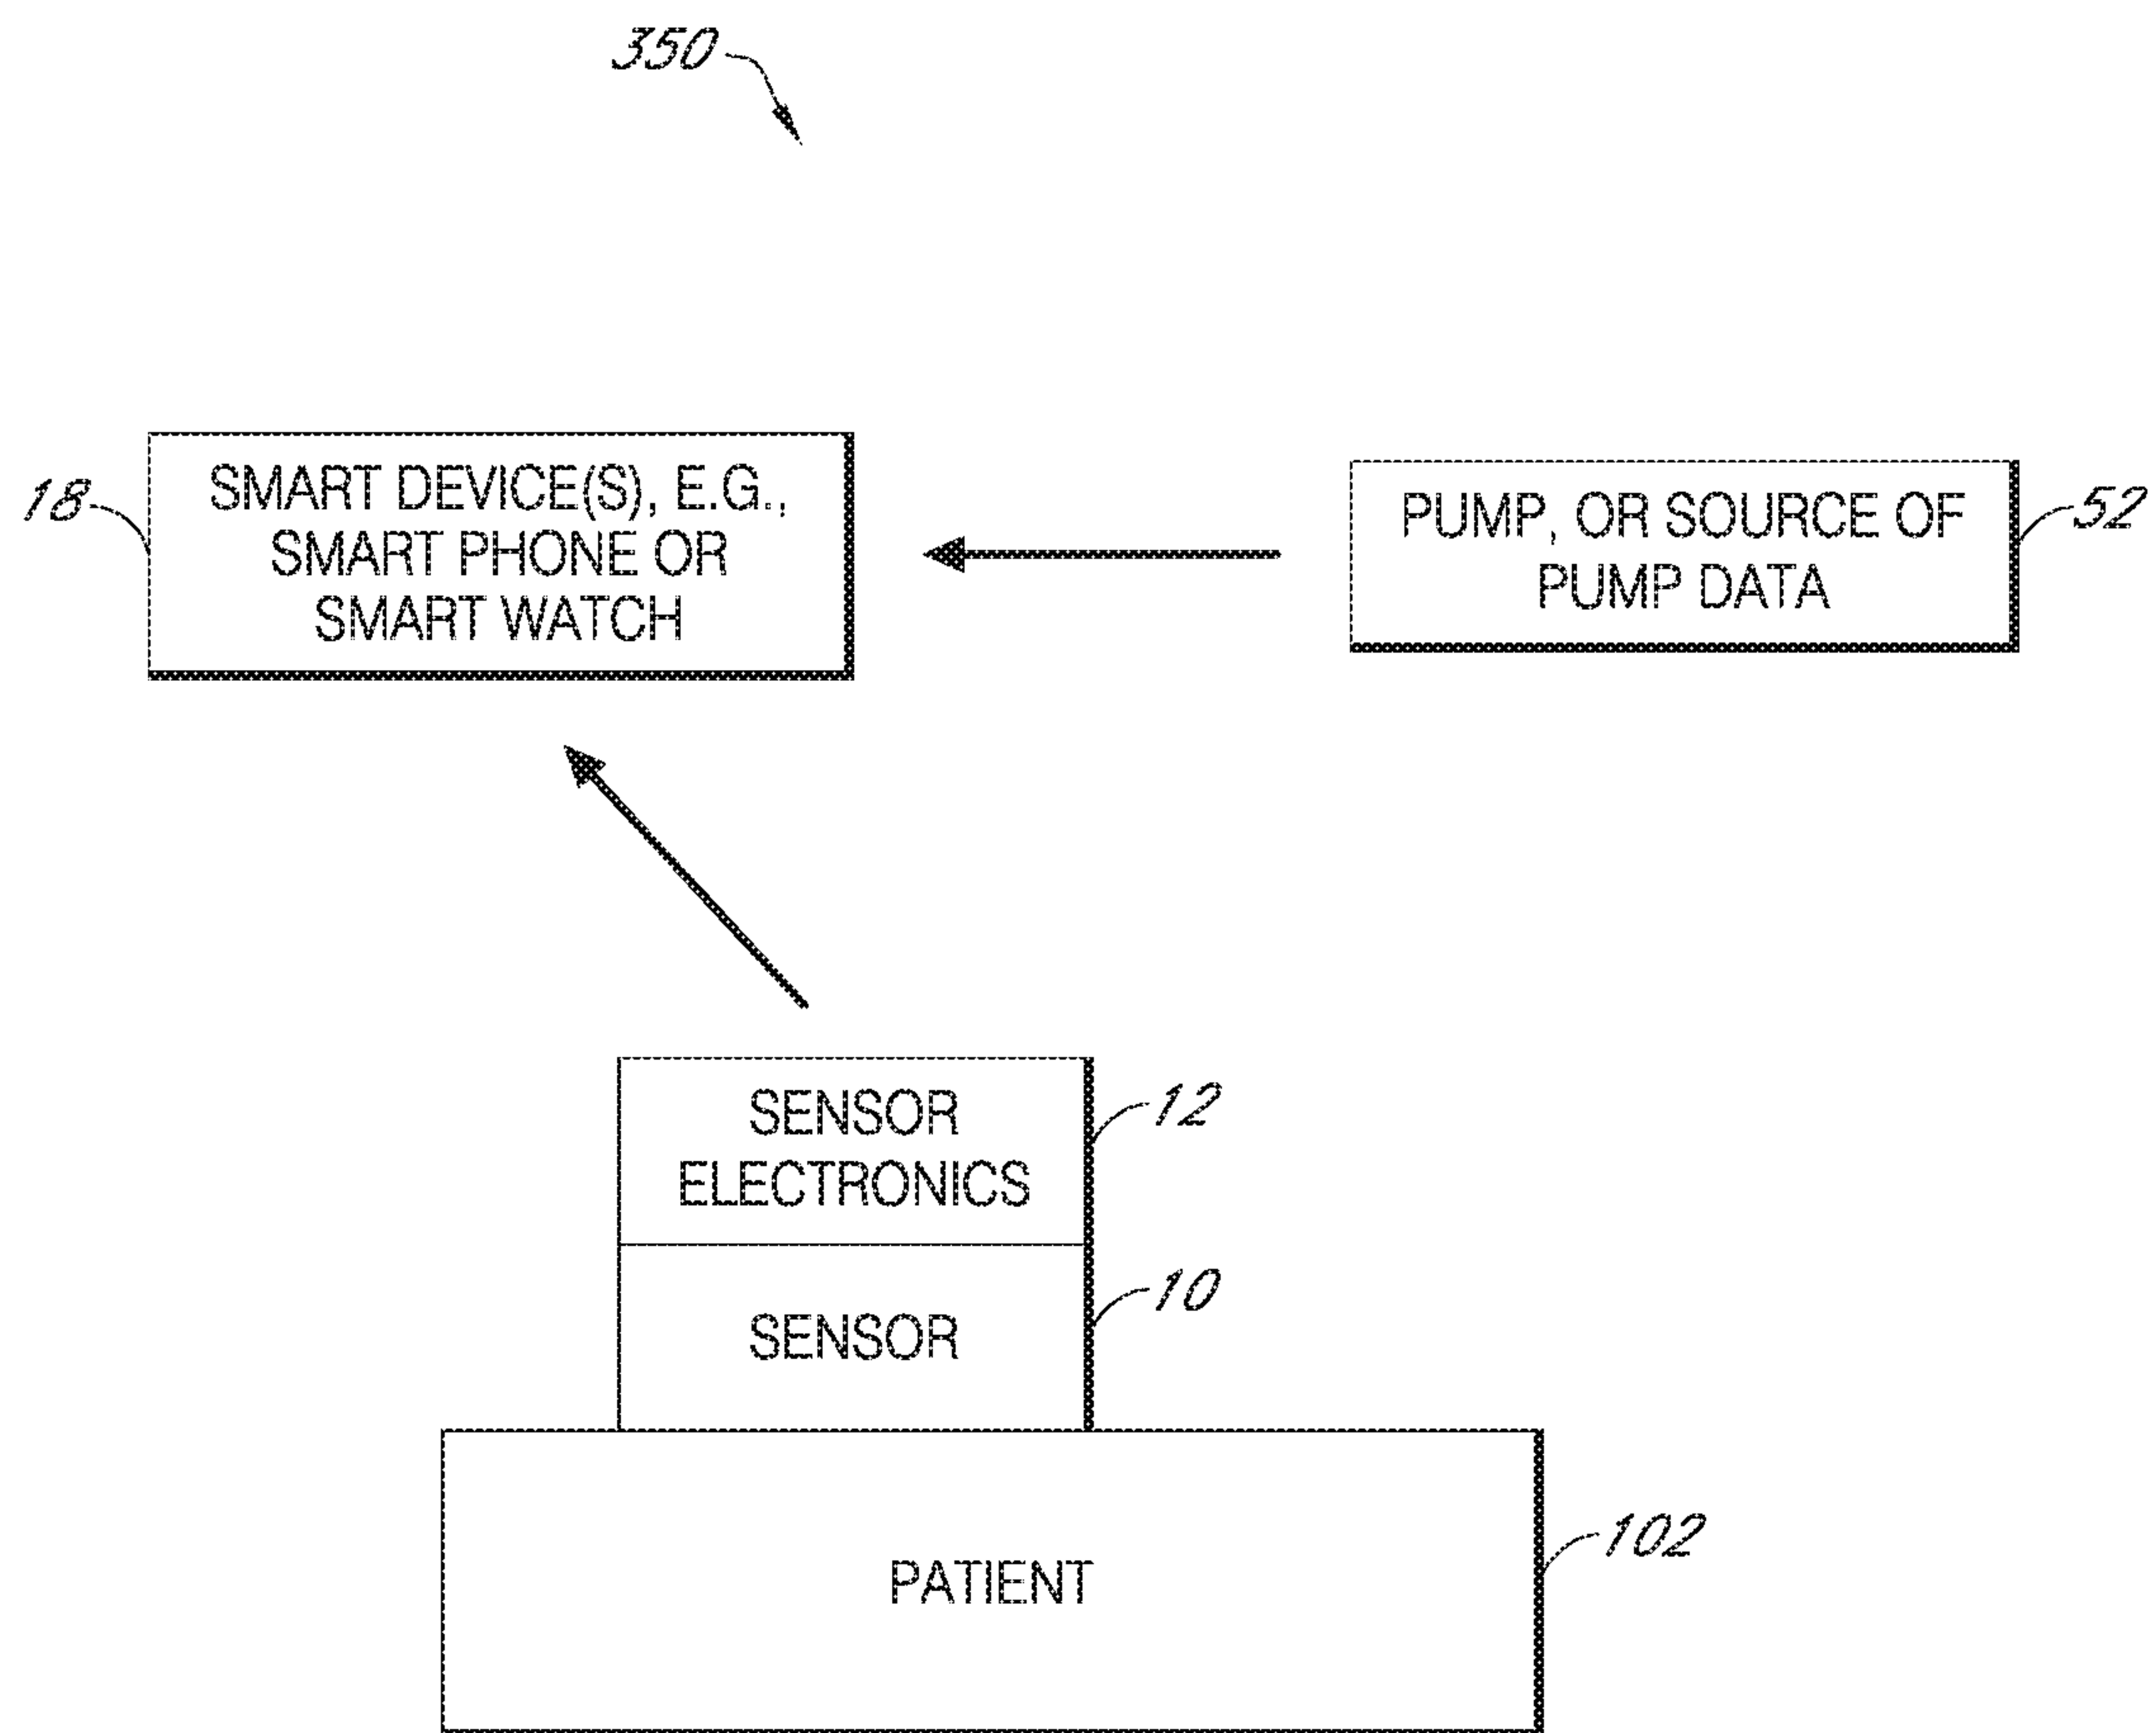 350
18
SMART DEVICE(S), E.G.,
SMART PHONE OR
SMART WATCH
PUMP, OR SOURCE OF
PUMP DATA
52
SENSOR
ELECTRONICS
12
SENSOR
10
PATIENT
102